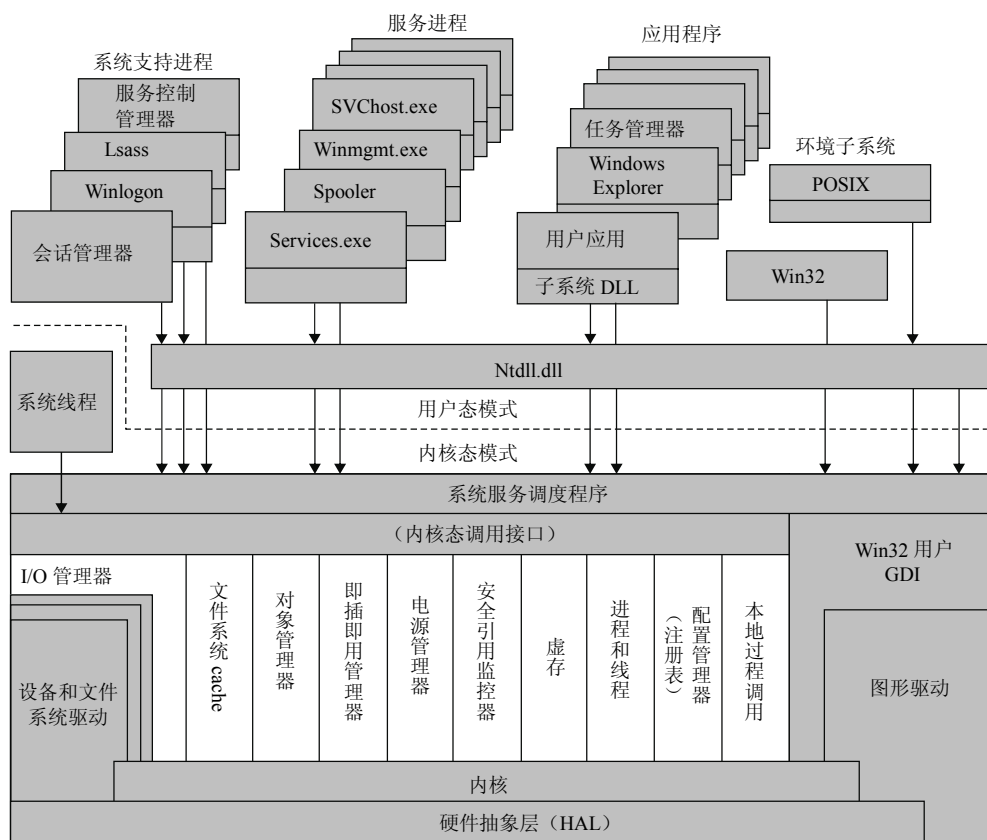 服务进程
应用程序
系统支持进程
服务控制
管理器
SVChost.exe
任务管理器
Lsass
Winmgmt.exe
环境子系统
Windows
Explorer
POSIX
Winlogon
Spooler
会话管理器
Services.exe
用户应用
子系统 DLL
Win32
Ntdll.dll
系统线程
用户态模式
内核态模式
系统服务调度程序
（内核态调用接口）
Win32 用户
GDI
I/O 管理器
文件系统 cache
对象管理器
即插即用管理器
电源管理器
安全引用监控器
虚存
进程和线程
配置管理器
（注册表）
本地过程调用
设备和文件
系统驱动
图形驱动
内核
硬件抽象层（HAL）